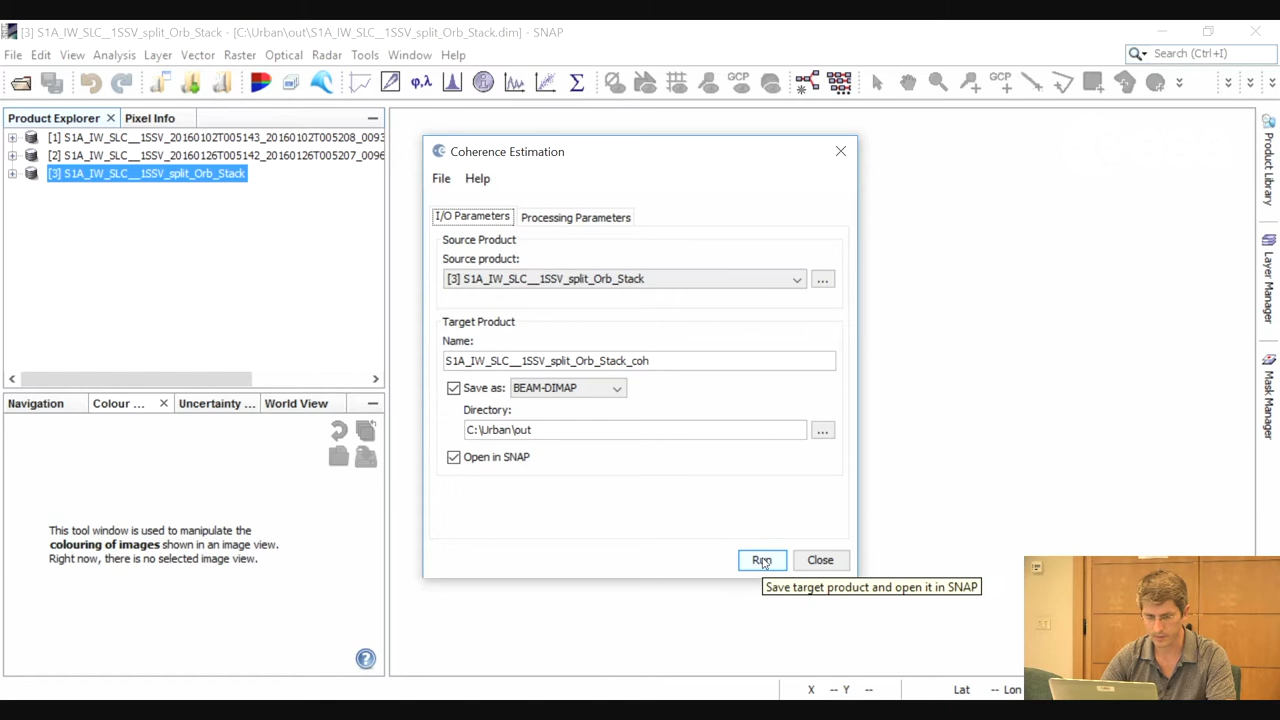 [3] S1A_IW_SLC__1SSV_split_Orb_Stack - [C:\Urban\out\S1A_IW_SLC__1SSV_split_Orb_Stack.dim] - SNAP
File Edit View Analysis Layer Vector Raster Optical Radar Tools Window Help
Search (Ctrl+I)
φ,λ Σ GCP GCP
Product Explorer Pixel Info
[1] S1A_IW_SLC__1SSV_20160102T005143_20160102T005208_0093
[2] S1A_IW_SLC__1SSV_20160126T005142_20160126T005207_0096
[3] S1A_IW_SLC__1SSV_split_Orb_Stack
Navigation Colour ... Uncertainty ... World View
This tool window is used to manipulate the
colouring of images shown in an image view.
Right now, there is no selected image view.
Coherence Estimation
File Help
I/O Parameters Processing Parameters
Source Product
Source product:
[3] S1A_IW_SLC__1SSV_split_Orb_Stack
...
Target Product
Name:
S1A_IW_SLC__1SSV_split_Orb_Stack_coh
Save as: BEAM-DIMAP
Directory:
C:\Urban\out
...
Open in SNAP
Run Close
Save target product and open it in SNAP
Product Library
Layer Manager
Mask Manager
X -- Y -- Lat -- Lon